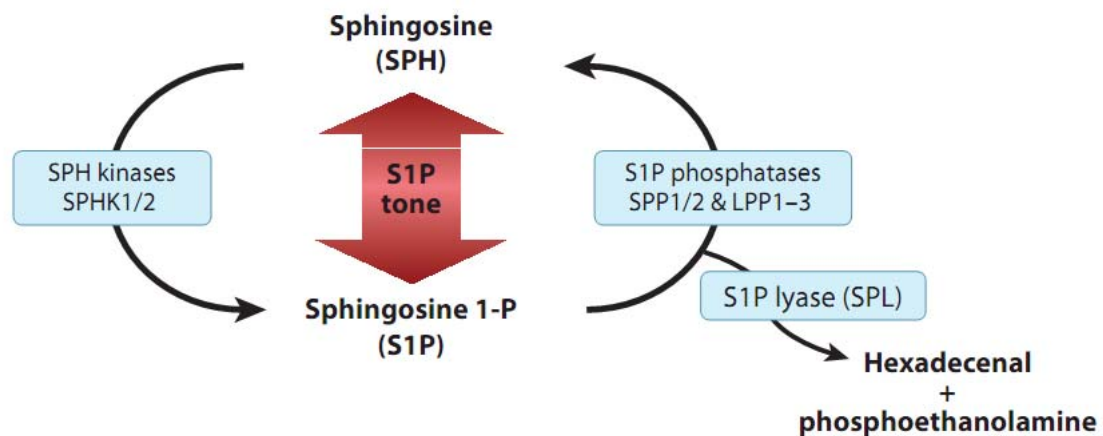 Sphingosine
(SPH)
SPH kinases
SPHK1/2
S1P
tone
S1P phosphatases
SPP1/2 & LPP1–3
Sphingosine 1-P
(S1P)
S1P lyase (SPL)
Hexadecenal
+
phosphoethanolamine